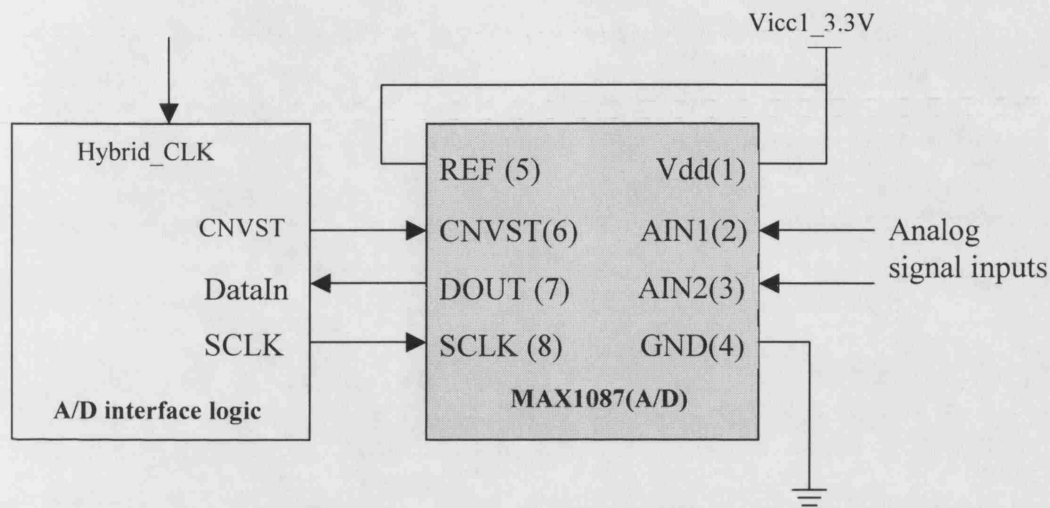 Vicc1_3.3V
Hybrid_CLK
CNVST
DataIn
SCLK
A/D interface logic
REF (5)
CNVST(6)
DOUT (7)
SCLK (8)
Vdd(1)
AIN1(2)
AIN2(3)
GND(4)
MAX1087(A/D)
Analog
signal inputs